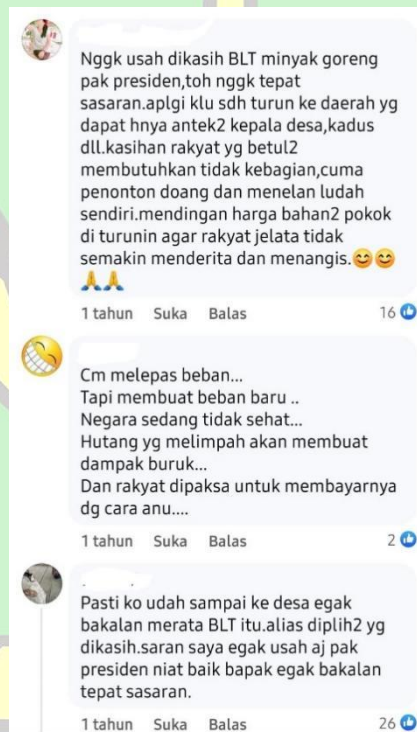 Nggk usah dikasih BLT minyak goreng
pak presiden,toh nggk tepat
sasaran.aplgi klu sdh turun ke daerah yg
dapat hnya antek2 kepala desa,kadus
dll.kasihan rakyat yg betul2
membutuhkan tidak kebagian,cuma
penonton doang dan menelan ludah
sendiri.mendingan harga bahan2 pokok
di turunin agar rakyat jelata tidak
semakin menderita dan menangis.😊😊
🙏🙏
1 tahun Suka Balas 16
Cm melepas beban...
Tapi membuat beban baru ..
Negara sedang tidak sehat...
Hutang yg melimpah akan membuat
dampak buruk...
Dan rakyat dipaksa untuk membayarnya
dg cara anu....
1 tahun Suka Balas 2
Pasti ko udah sampai ke desa egak
bakalan merata BLT itu.alias diplih2 yg
dikasih.saran saya egak usah aj pak
presiden niat baik bapak egak bakalan
tepat sasaran.
1 tahun Suka Balas 26